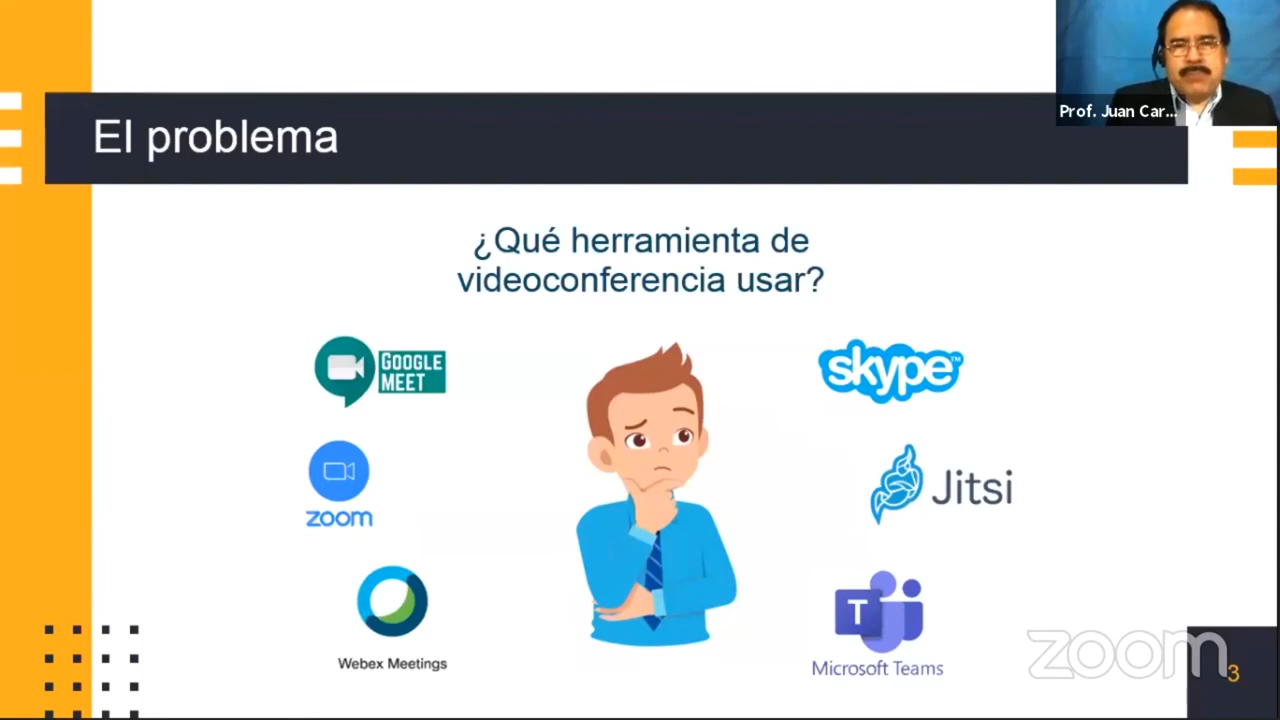 Prof. Juan Car...
El problema
¿Qué herramienta de
videoconferencia usar?
GOOGLE
MEET
skype™
zoom
Jitsi
Webex Meetings
T
Microsoft Teams
zoom
3